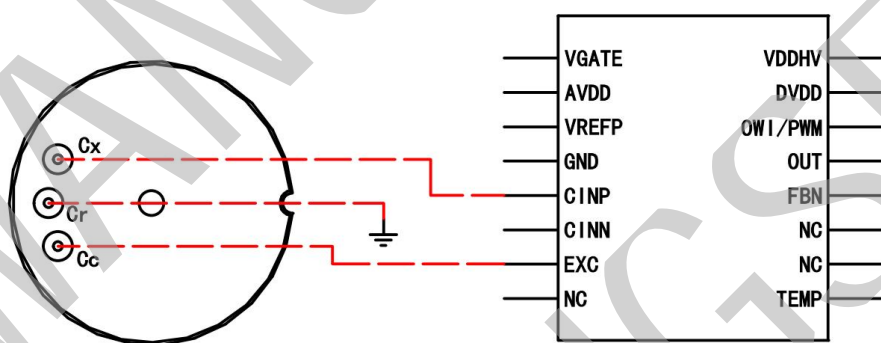 Cx
Cr
Cc
VGATE
AVDD
VREFP
GND
CINP
CINN
EXC
NC
VDDHV
DVDD
OWI/PWM
OUT
FBN
NC
NC
TEMP